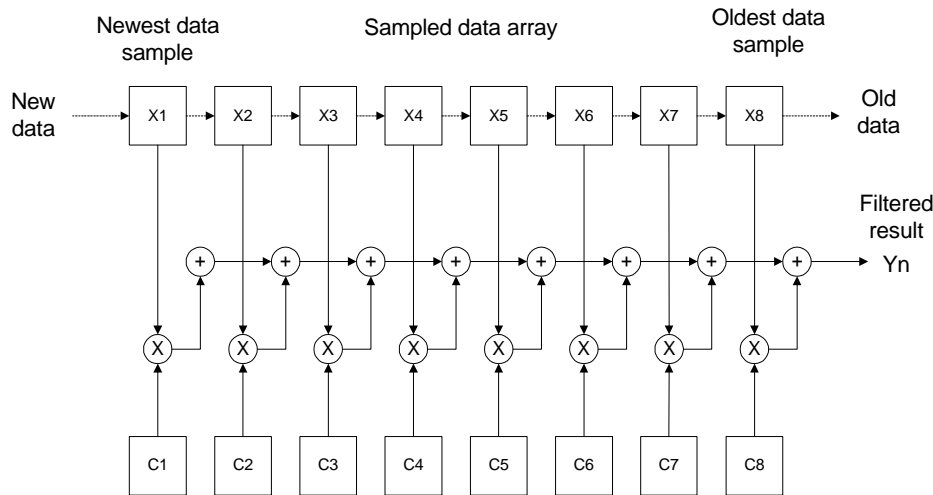 Newest data
sample
Sampled data array
Oldest data
sample
New
data
X1
X2
X3
X4
X5
X6
X7
X8
Old
data
Filtered
result
+
+
+
+
+
+
+
+
Yn
X
X
X
X
X
X
X
X
C1
C2
C3
C4
C5
C6
C7
C8